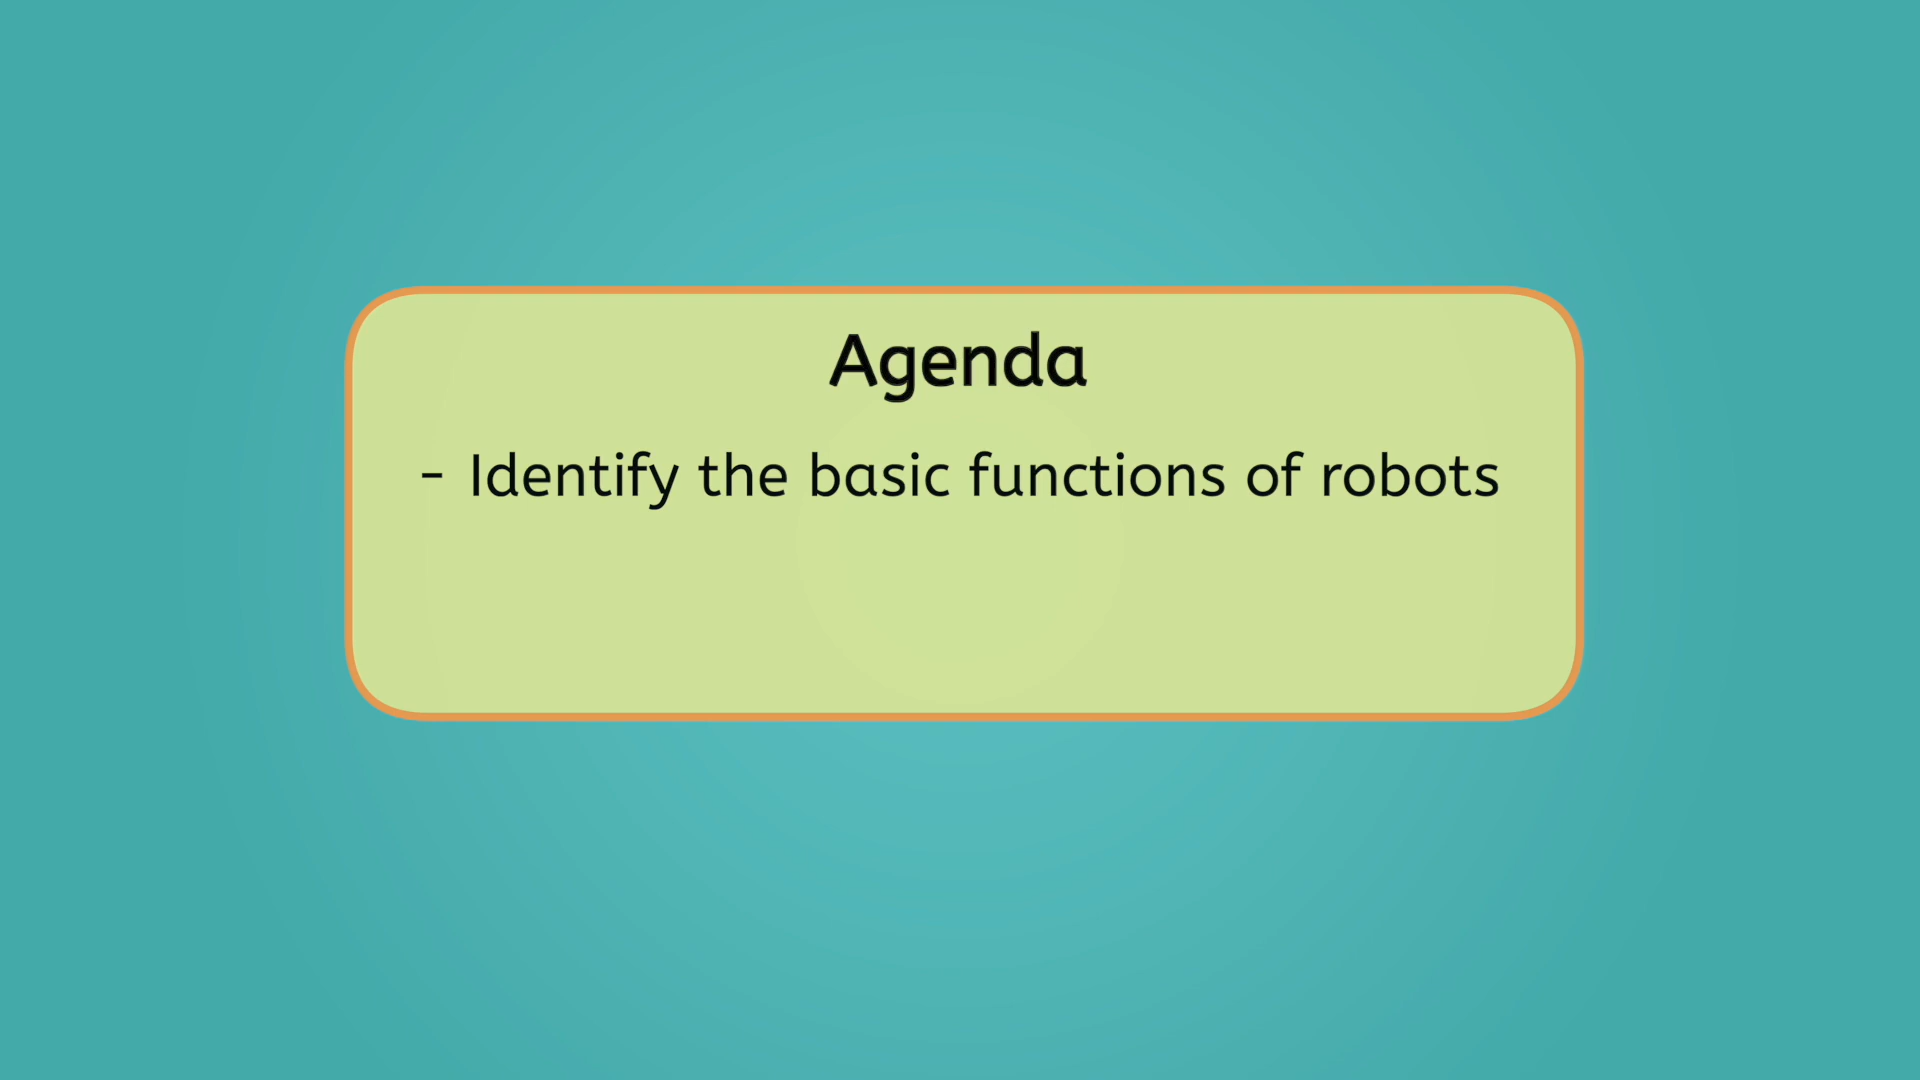 Agenda
- Identify the basic functions of robots